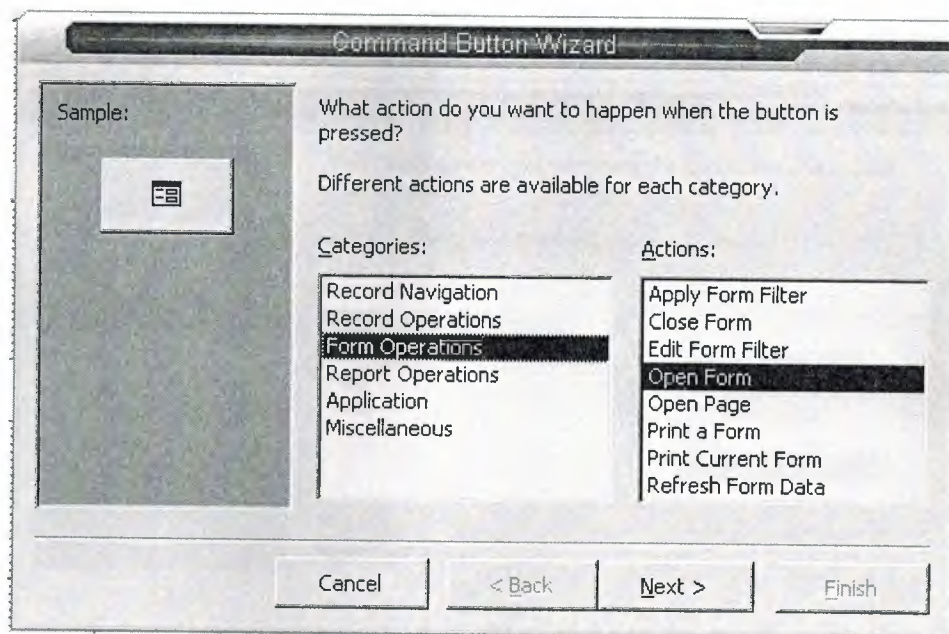 Command Button Wizard
Sample:
What action do you want to happen when the button is
pressed?
Different actions are available for each category.
Categories:
Record Navigation
Record Operations
Form Operations
Report Operations
Application
Miscellaneous
Actions:
Apply Form Filter
Close Form
Edit Form Filter
Open Form
Open Page
Print a Form
Print Current Form
Refresh Form Data
Cancel
< Back
Next >
Finish